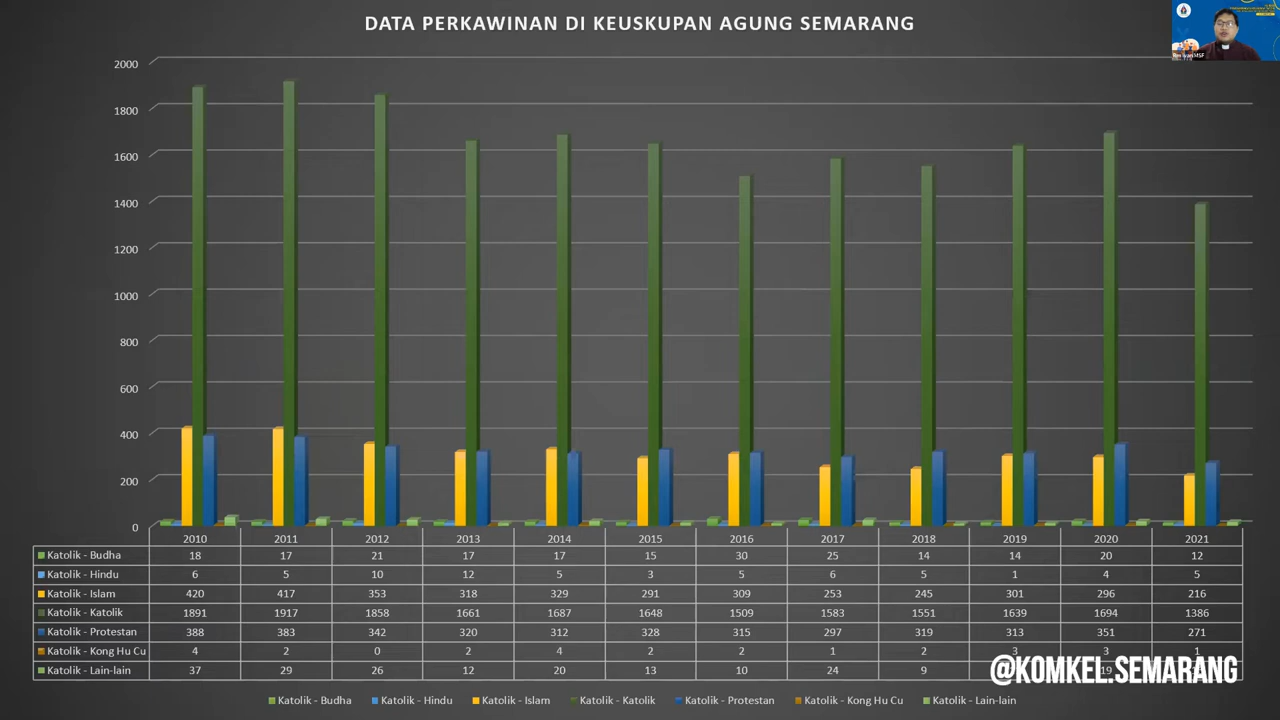 DATA PERKAWINAN DI KEUSKUPAN AGUNG SEMARANG
2000
1800
1600
1400
1200
1000
800
600
400
200
0
2010 2011 2012 2013 2014 2015 2016 2017 2018 2019 2020 2021
Katolik - Budha 18 17 21 17 17 15 30 25 14 14 20 12
Katolik - Hindu 6 5 10 12 5 3 5 6 5 1 4 5
Katolik - Islam 420 417 353 318 329 291 309 253 245 301 296 216
Katolik - Katolik 1891 1917 1858 1661 1687 1648 1509 1583 1551 1639 1694 1386
Katolik - Protestan 388 383 342 320 312 328 315 297 319 313 351 271
Katolik - Kong Hu Cu 4 2 0 2 4 2 2 1 2 3 3 1
Katolik - Lain-lain 37 29 26 12 20 13 10 24 9 19
@KOMKEL.SEMARANG
Katolik - Budha Katolik - Hindu Katolik - Islam Katolik - Katolik Katolik - Protestan Katolik - Kong Hu Cu Katolik - Lain-lain